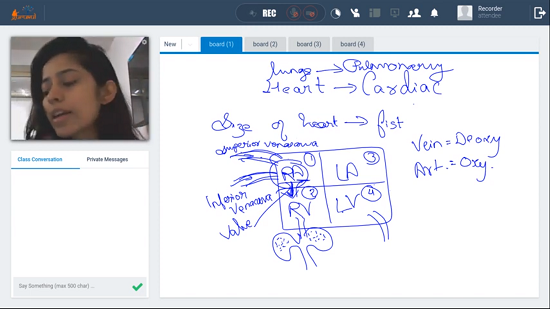 REC
Recorder
attendee
New
board (1)
board (2)
board (3)
board (4)
Lungs → Pulmonary
Heart → Cardiac
Size of heart → fist
Superior venacava
RA 1
LA 3
Inferior
venacava
RV 2
LV 4
Valve
Vein = Deoxy
Art. = Oxy.
Class Conversation
Private Messages
Say Something (max 500 char) ...